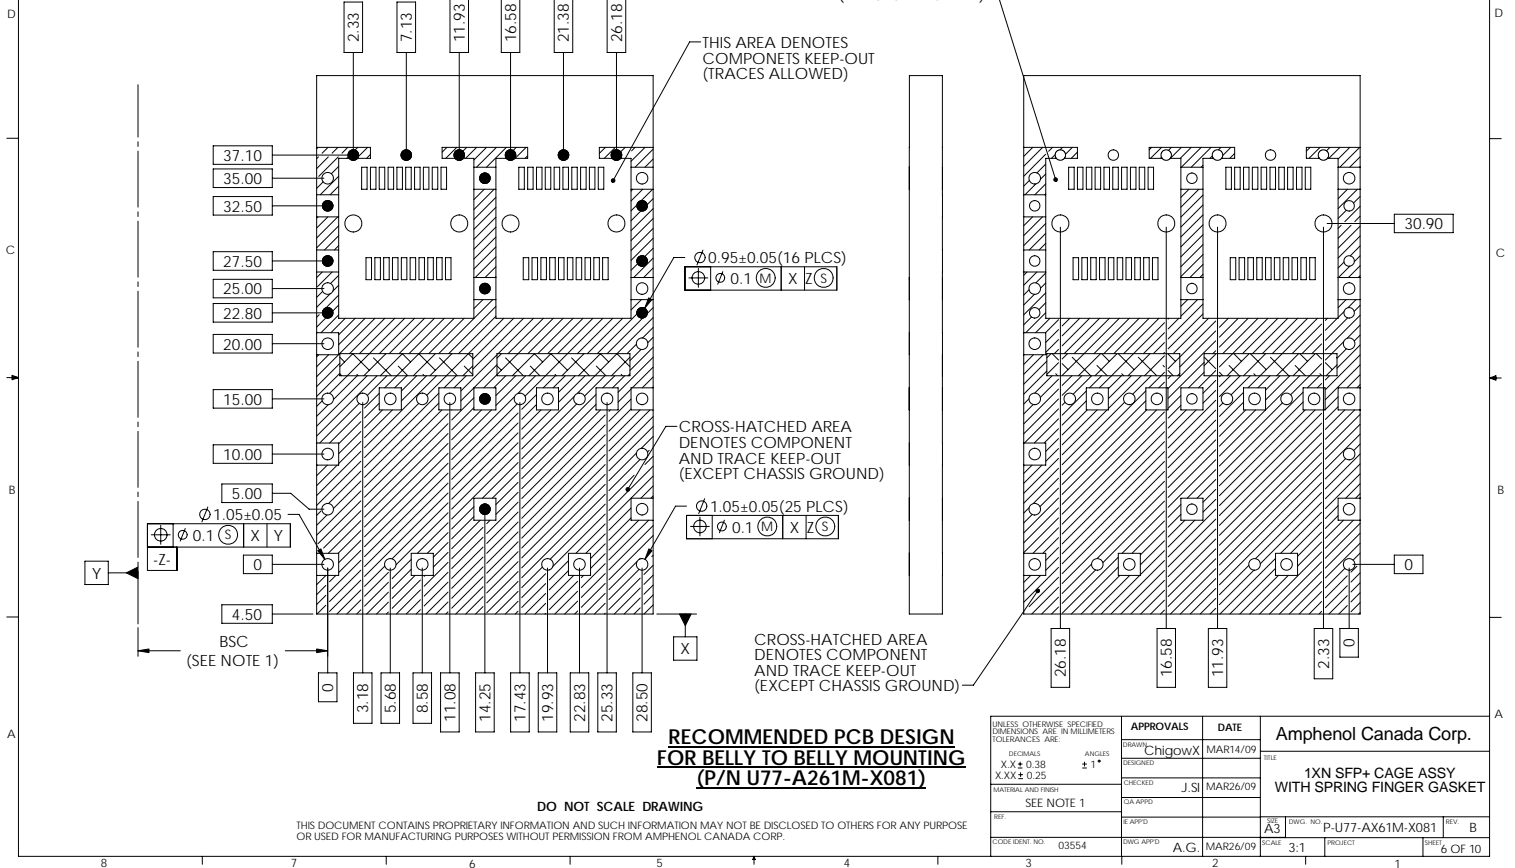 D
D
2.33
7.13
11.93
16.58
21.38
26.18
THIS AREA DENOTES
COMPONETS KEEP-OUT
(TRACES ALLOWED)
37.10
35.00
32.50
30.90
C
C
27.50
25.00
22.80
20.00
Ø0.95±0.05(16 PLCS)
⌖ Ø 0.1 Ⓜ X ZⓈ
15.00
10.00
CROSS-HATCHED AREA
DENOTES COMPONENT
AND TRACE KEEP-OUT
(EXCEPT CHASSIS GROUND)
B
B
5.00
Ø1.05±0.05
⌖ Ø 0.1 Ⓢ X Y
-Z-
Ø1.05±0.05(25 PLCS)
⌖ Ø 0.1 Ⓜ X ZⓈ
0
0
Y
4.50
BSC
(SEE NOTE 1)
X
CROSS-HATCHED AREA
DENOTES COMPONENT
AND TRACE KEEP-OUT
(EXCEPT CHASSIS GROUND)
0
3.18
5.68
8.58
11.08
14.25
17.43
19.93
22.83
25.33
28.50
26.18
16.58
11.93
2.33
0
A
A
RECOMMENDED PCB DESIGN
FOR BELLY TO BELLY MOUNTING
(P/N U77-A261M-X081)
DO NOT SCALE DRAWING
THIS DOCUMENT CONTAINS PROPRIETARY INFORMATION AND SUCH INFORMATION MAY NOT BE DISCLOSED TO OTHERS FOR ANY PURPOSE
OR USED FOR MANUFACTURING PURPOSES WITHOUT PERMISSION FROM AMPHENOL CANADA CORP.
UNLESS OTHERWISE SPECIFIED
DIMENSIONS ARE IN MILLIMETERS
TOLERANCES ARE:
DECIMALS ANGLES
X.X± 0.38 ± 1°
X.XX± 0.25
MATERIAL AND FINISH
SEE NOTE 1
REF.
CODE IDENT. NO. 03554
APPROVALS DATE
DRAWN ChigowX MAR14/09
DESIGNED
CHECKED J.SI MAR26/09
QA APPD
IE APP'D
DWG APP'D A.G. MAR26/09
Amphenol Canada Corp.
TITLE
1XN SFP+ CAGE ASSY
WITH SPRING FINGER GASKET
SIZE A3 DWG. NO. P-U77-AX61M-X081 REV. B
SCALE 3:1 PROJECT SHEET 6 OF 10
8
7
6
5
4
3
2
1